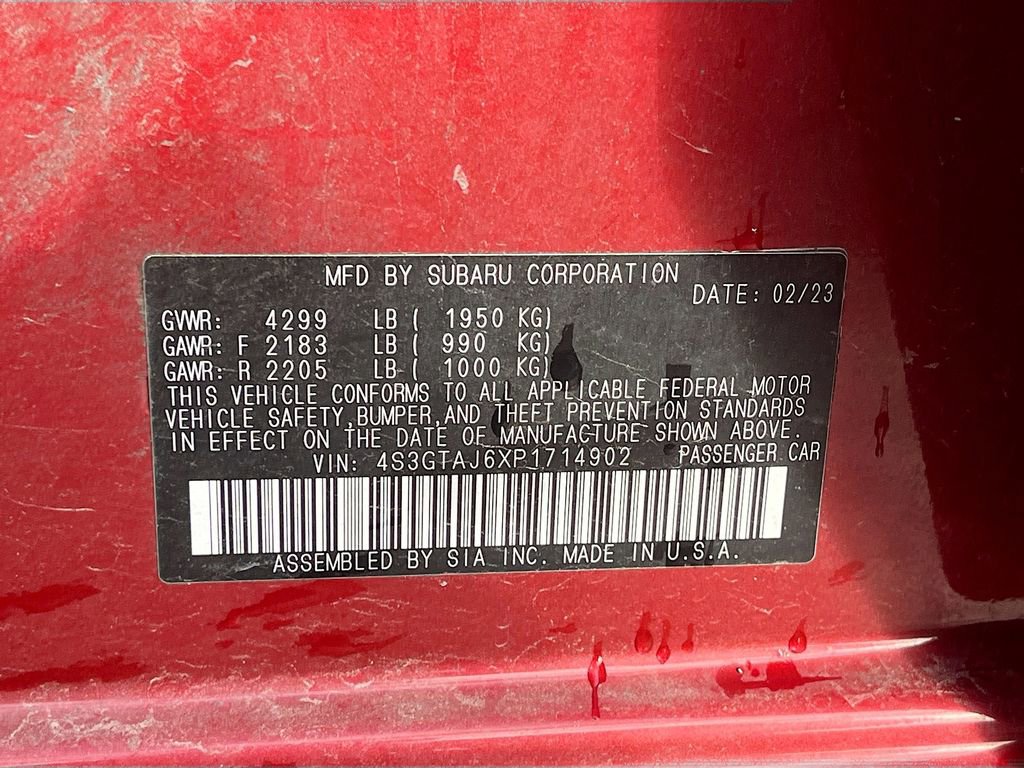 MFD BY SUBARU CORPORATION
DATE: 02/23
GVWR: 4299 LB ( 1950 KG)
GAWR: F 2183 LB ( 990 KG)
GAWR: R 2205 LB ( 1000 KG)
THIS VEHICLE CONFORMS TO ALL APPLICABLE FEDERAL MOTOR
VEHICLE SAFETY,BUMPER,AND THEFT PREVENTION STANDARDS
IN EFFECT ON THE DATE OF MANUFACTURE SHOWN ABOVE.
VIN: 4S3GTAJ6XP1714902 PASSENGER CAR
ASSEMBLED BY SIA INC. MADE IN U.S.A.